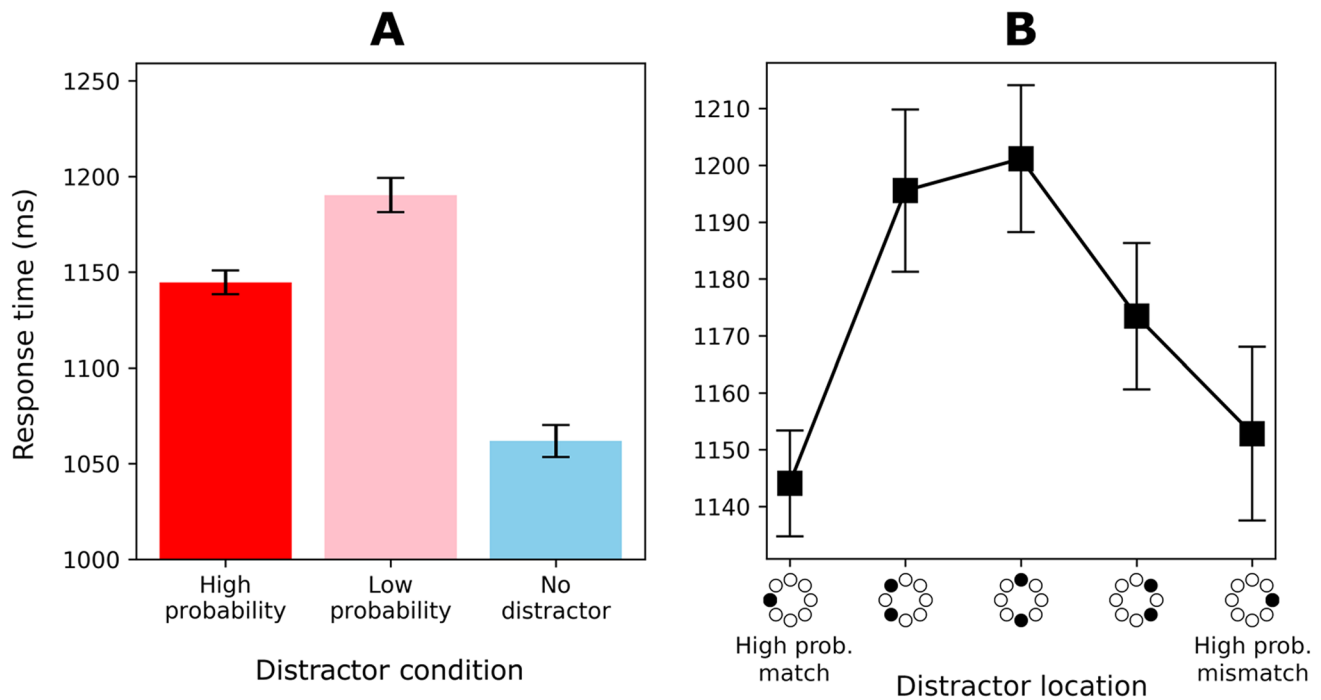 A
Response time (ms)
1250
1200
1150
1100
1050
1000
High
probability
Low
probability
No
distractor
Distractor condition
B
1210
1200
1190
1180
1170
1160
1150
1140
High prob.
match
High prob.
mismatch
Distractor location